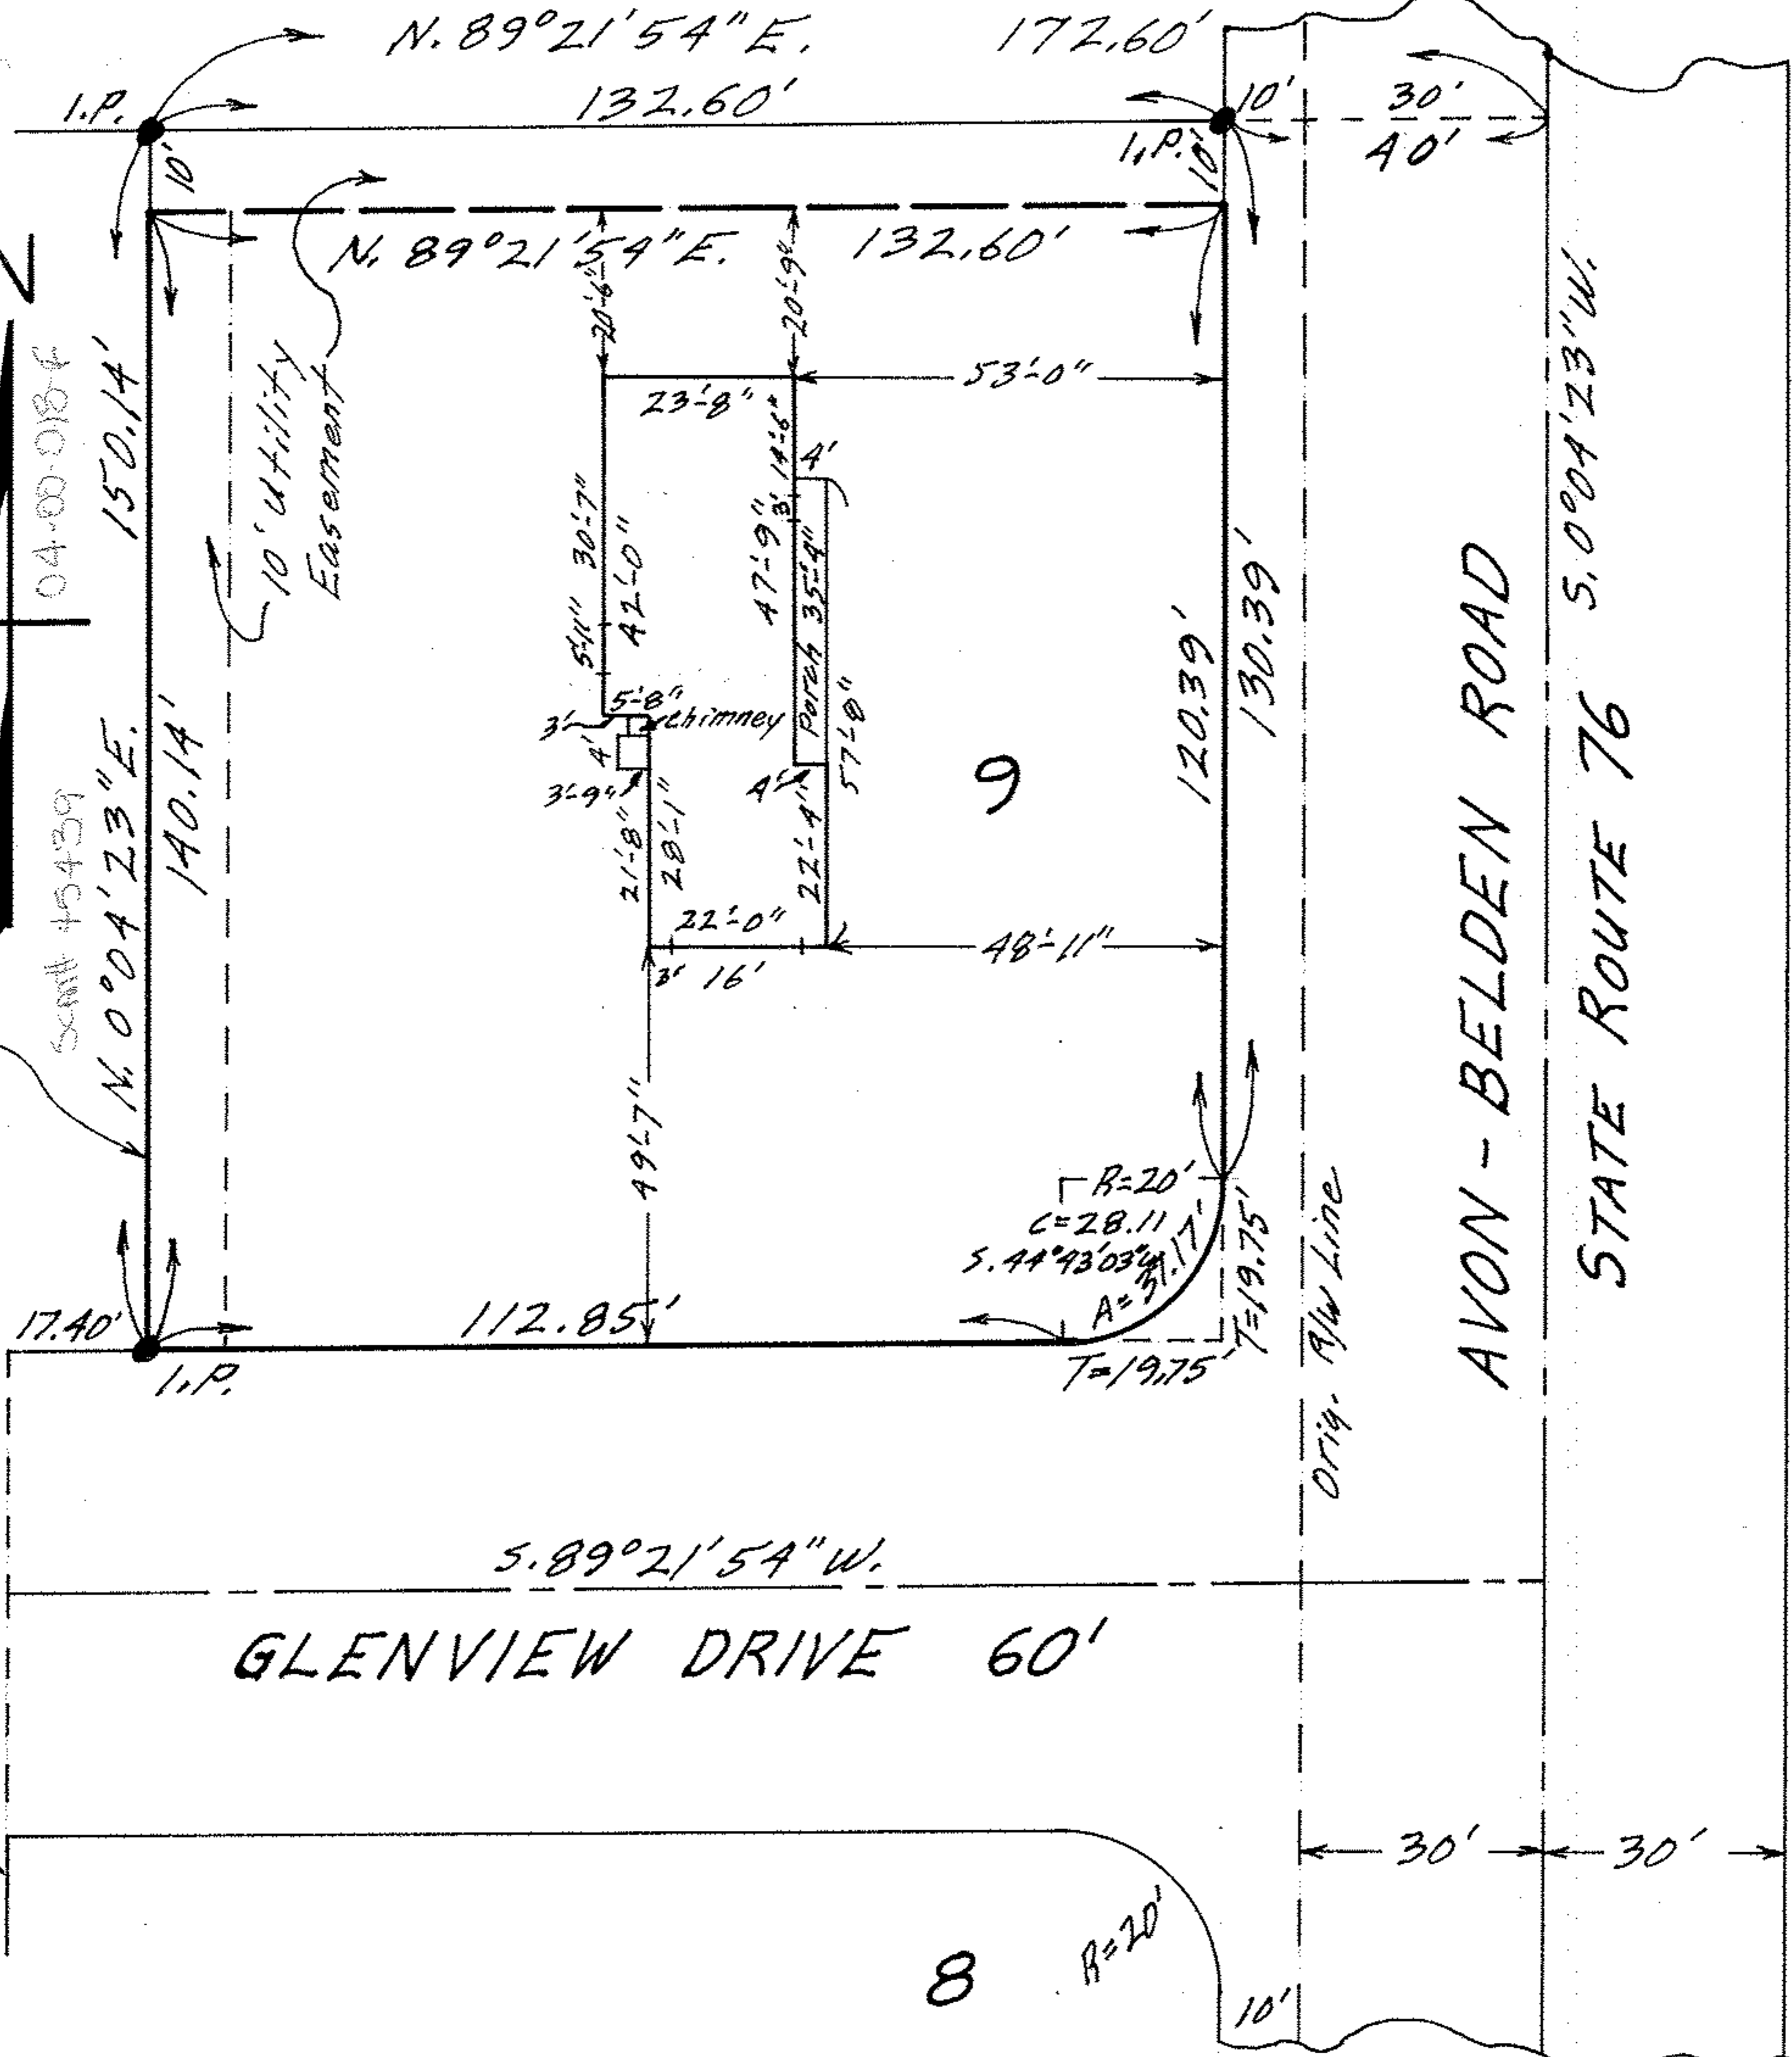 N. 89°21'54"E. 172.60'
I.P. 132.60' 10' 30'
I.P. 40'
10' 10'
N. 89°21'54"E. 132.60'
N
20'-6" 20'-9"
53'-0"
23'-8"
150.14'
04-00-018-
10' Utility
Easement
14'-6"
4'
3'
30'-7"
42'-0"
47'-9"
Porch 35'-4"
5'-11"
5'-8"
3'
Chimney
4'
3'-9"
4'
57'-8"
21'-8"
28'-1"
22'-4"
22'-0"
3' 16'
48'-11"
9
120.39'
130.39'
N. 0°04'23"E.
140.14'
49'-7"
R=20'
C=28.11
S.44°43'03"W.
A=31.17'
T=19.75'
T=19.75'
17.40'
112.85'
I.P.
Orig. R/W Line
AVON-BELDEN ROAD
STATE ROUTE 76
S. 0°04'23"W.
S. 89°21'54"W.
GLENVIEW DRIVE 60'
30' 30'
8
R=20'
10'